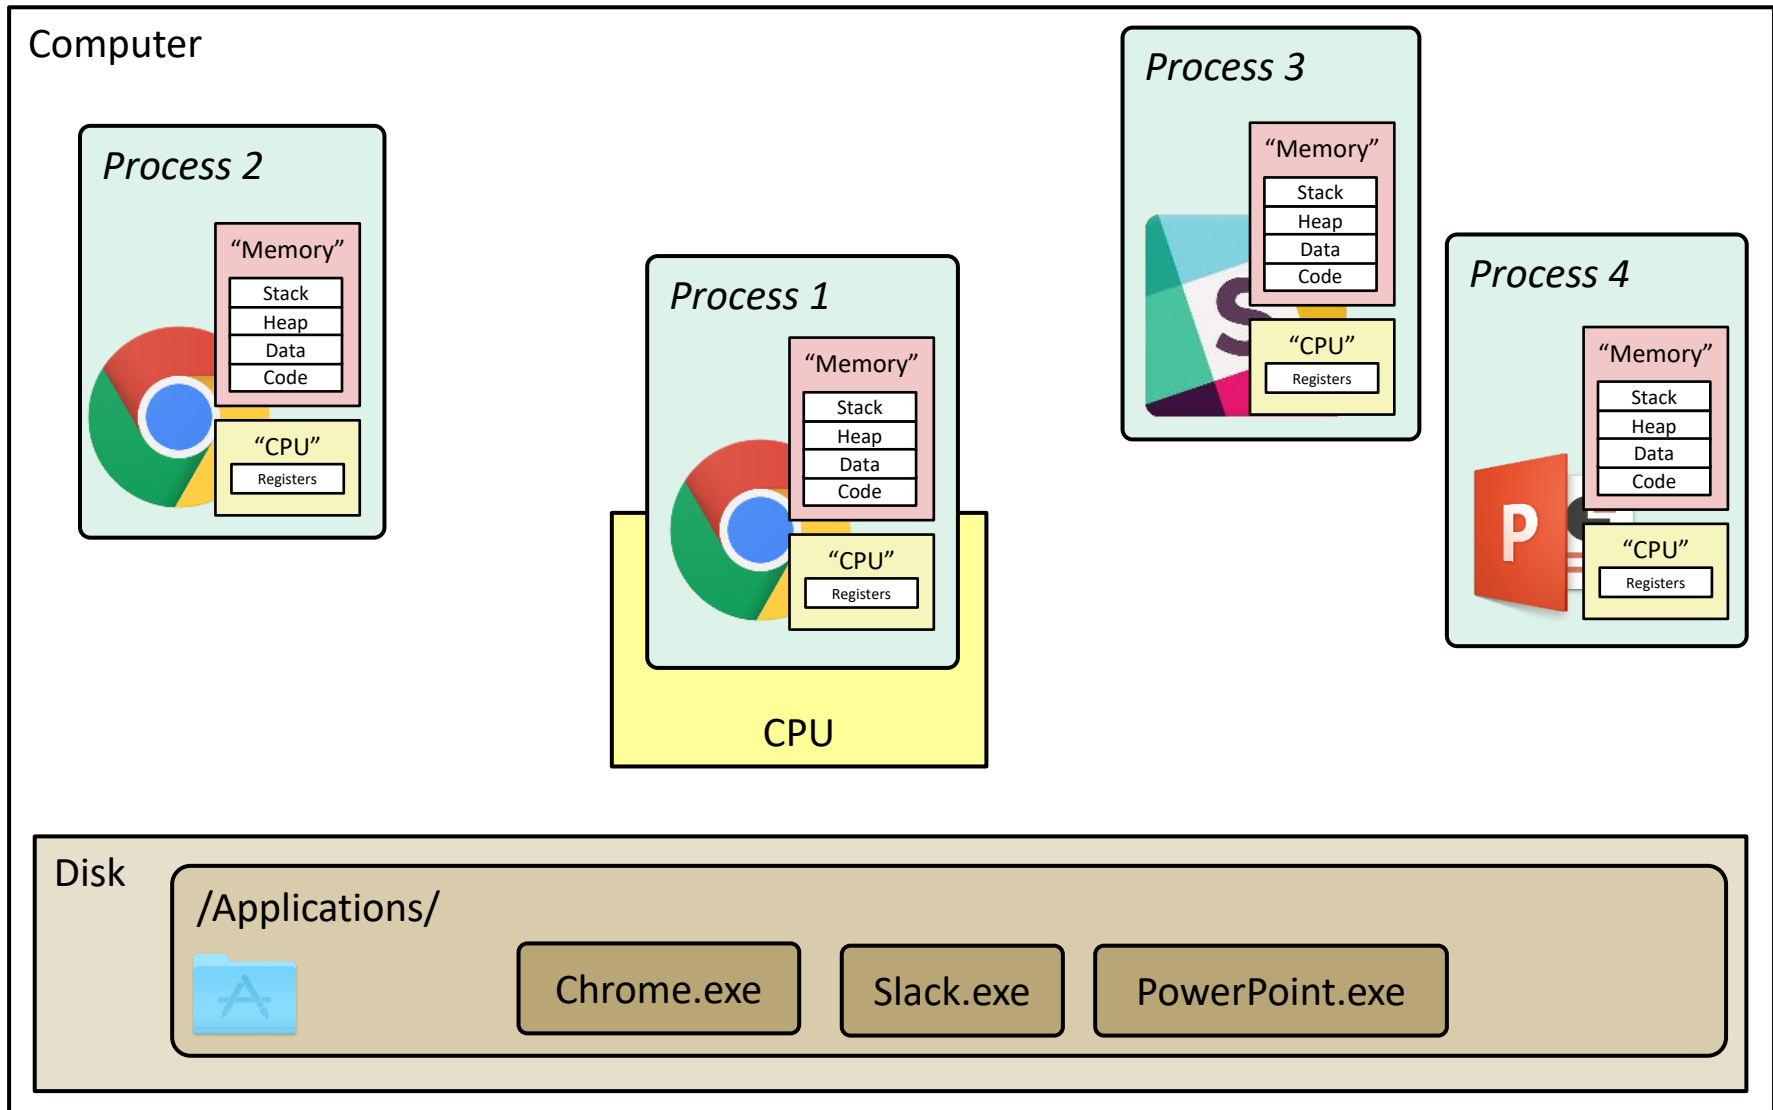 Computer
Process 2
“Memory”
Stack
Heap
Data
Code
“CPU”
Registers
Process 1
“Memory”
Stack
Heap
Data
Code
“CPU”
Registers
CPU
Process 3
“Memory”
Stack
Heap
Data
Code
S
“CPU”
Registers
Process 4
“Memory”
Stack
Heap
Data
Code
P
“CPU”
Registers
Disk
/Applications/
Chrome.exe
Slack.exe
PowerPoint.exe